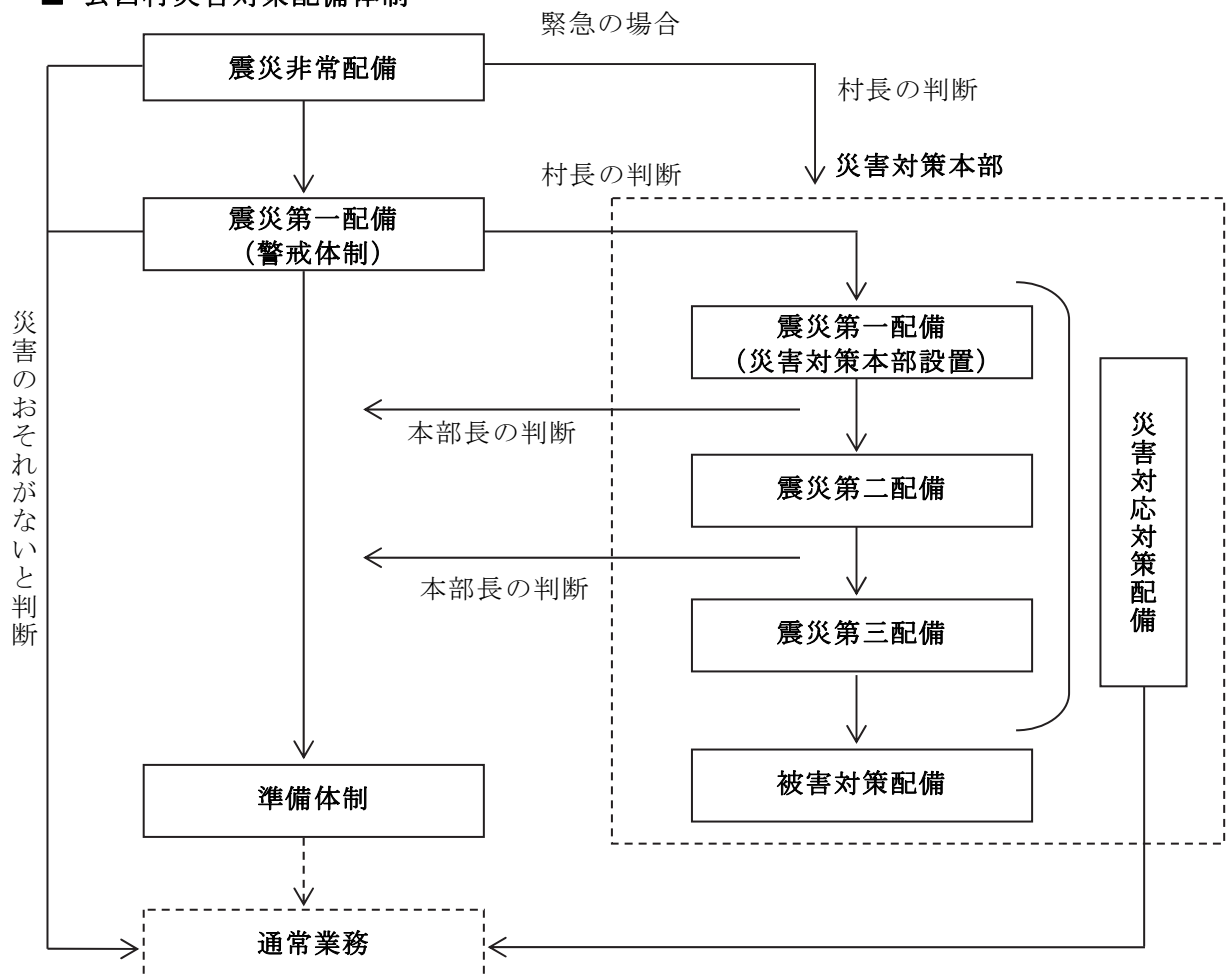 緊急の場合
震災非常配備
村長の判断
災害対策本部
村長の判断
震災第一配備
(警戒体制)
震災第一配備
(災害対策本部設置)
本部長の判断
震災第二配備
本部長の判断
震災第三配備
災害対応対策配備
災害のおそれがないと判断
準備体制
被害対策配備
通常業務